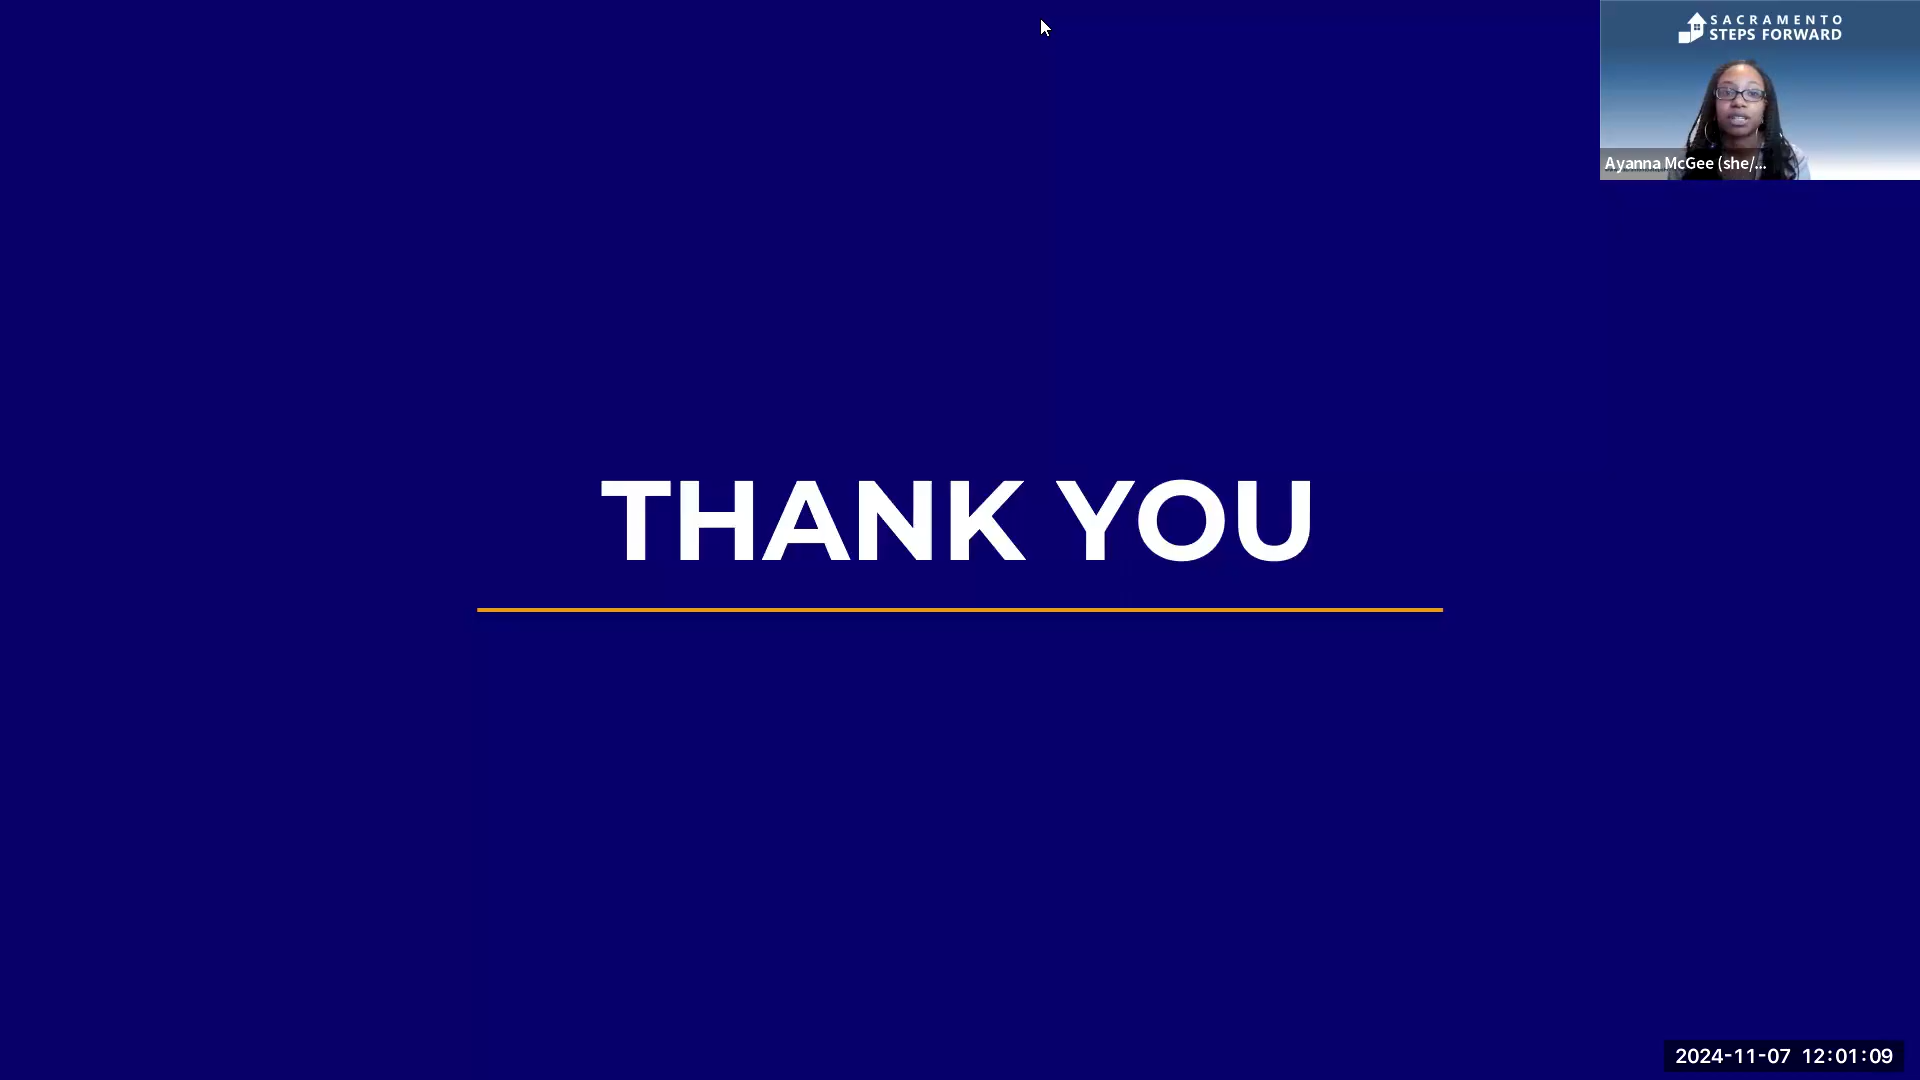 SACRAMENTO
STEPS FORWARD
Ayanna McGee (she/...
THANK YOU
2024-11-07 12:01:09